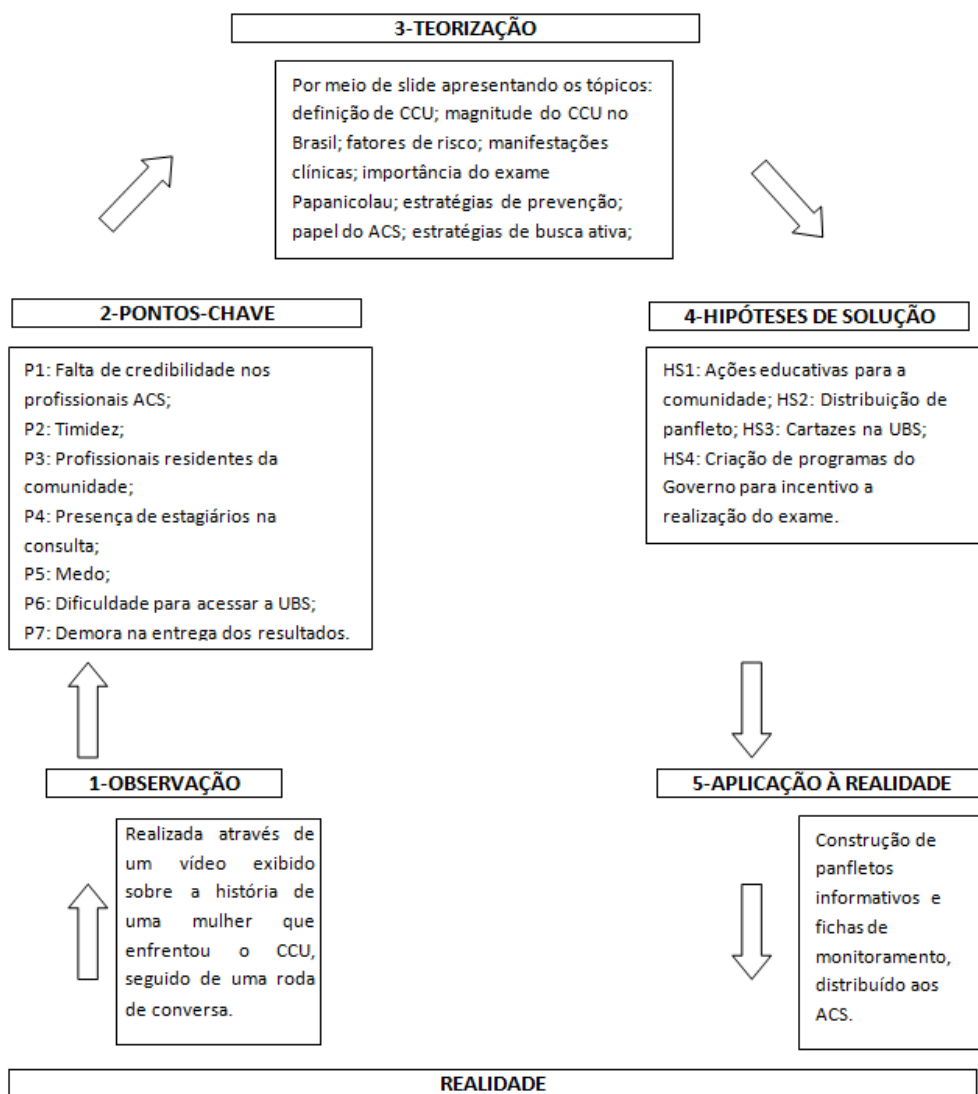 3-TEORIZAÇÃO
Por meio de slide apresentando os tópicos:
definição de CCU; magnitude do CCU no
Brasil; fatores de risco; manifestações
clínicas; importância do exame
Papanicolau; estratégias de prevenção;
papel do ACS; estratégias de busca ativa;
2-PONTOS-CHAVE
P1: Falta de credibilidade nos
profissionais ACS;
P2: Timidez;
P3: Profissionais residentes da
comunidade;
P4: Presença de estagiários na
consulta;
P5: Medo;
P6: Dificuldade para acessar a UBS;
P7: Demora na entrega dos resultados.
4-HIPÓTESES DE SOLUÇÃO
HS1: Ações educativas para a
comunidade; HS2: Distribuição de
panfleto; HS3: Cartazes na UBS;
HS4: Criação de programas do
Governo para incentivo a
realização do exame.
1-OBSERVAÇÃO
Realizada através de
um vídeo exibido
sobre a história de
uma mulher que
enfrentou o CCU,
seguido de uma roda
de conversa.
5-APLICAÇÃO À REALIDADE
Construção de
panfletos
informativos e
fichas de
monitoramento,
distribuído aos
ACS.
REALIDADE